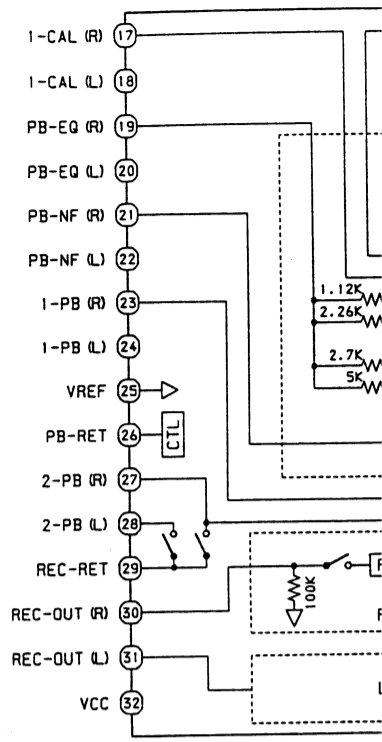 1-CAL (R) 17
1-CAL (L) 18
PB-EQ (R) 19
PB-EQ (L) 20
PB-NF (R) 21
PB-NF (L) 22
1-PB (R) 23
1.12K
2.26K
1-PB (L) 24
2.7K
5K
VREF 25
PB-RET 26 CTL
2-PB (R) 27
2-PB (L) 28
REC-RET 29
100K
REC-OUT (R) 30
REC-OUT (L) 31
VCC 32